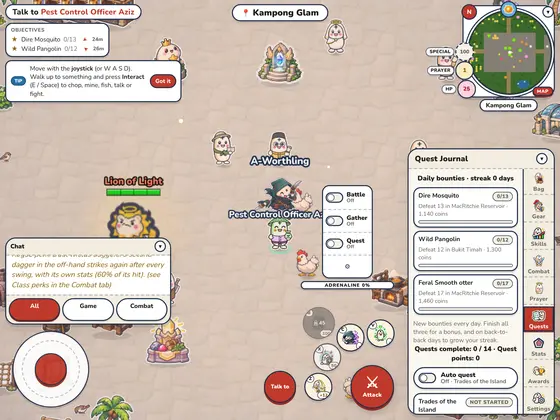 Talk to Pest Control Officer Aziz
OBJECTIVES
Dire Mosquito 0/13 24m
Wild Pangolin 0/12 26m
TIP
Move with the joystick (or W A S D).
Walk up to something and press Interact
(E / Space) to chop, mine, fish, talk or
fight.
Got it
Kampong Glam
N
SPECIAL
100
PRAYER
1
HP
25
MAP
Kampong Glam
A-Worthling
Lion of Light
Pest Control Officer Az
Battle
Off
Gather
Off
Quest
Off
ADRENALINE 0%
Chat
dagger in the off-hand strikes again after every
swing, with its own stats (60% of its hit). (see
Class perks in the Combat tab)
All
Game
Combat
Talk to
Attack
Quest Journal
Daily bounties · streak 0 days
Dire Mosquito 0/13
Defeat 13 in MacRitchie Reservoir ·
1,140 coins
Wild Pangolin 0/12
Defeat 12 in Bukit Timah · 1,300
coins
Feral Smooth otter 0/17
Defeat 17 in MacRitchie Reservoir ·
1,460 coins
New bounties every day. Finish all
three for a bonus, and on back-to-
back days to grow your streak.
Quests complete: 0 / 14 · Quest
points: 0
Auto quest
Off · Trades of the Island
Trades of the
Island
NOT STARTED
Bag
Gear
Skills
Combat
Prayer
Quests
Stats
Awards
Settings